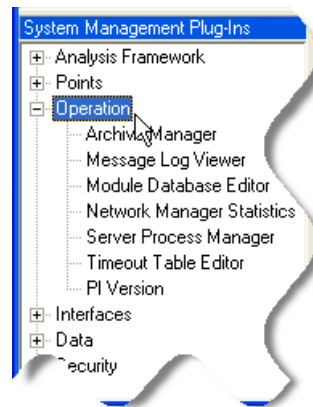 System Management Plug-Ins
Analysis Framework
Points
Operation
Archive Manager
Message Log Viewer
Module Database Editor
Network Manager Statistics
Server Process Manager
Timeout Table Editor
PI Version
Interfaces
Data
Security